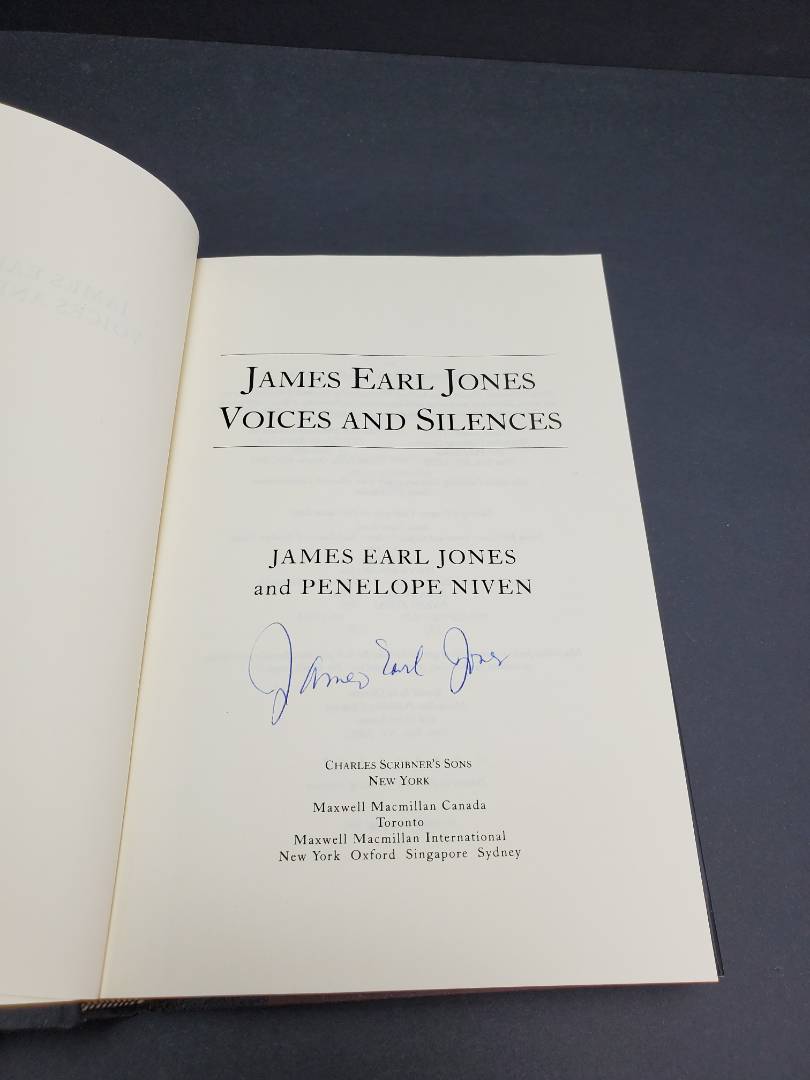 JAMES EARL JONES
VOICES AND SILENCES
JAMES EARL JONES
and PENELOPE NIVEN
James Earl Jones
CHARLES SCRIBNER'S SONS
NEW YORK
Maxwell Macmillan Canada
Toronto
Maxwell Macmillan International
New York Oxford Singapore Sydney